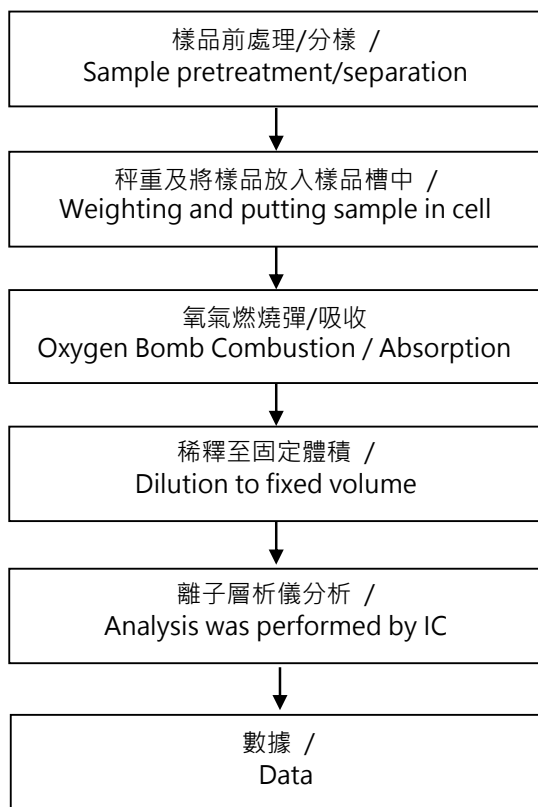 樣品前處理/分樣 /
Sample pretreatment/separation
秤重及將樣品放入樣品槽中 /
Weighting and putting sample in cell
氧氣燃燒彈/吸收
Oxygen Bomb Combustion / Absorption
稀釋至固定體積 /
Dilution to fixed volume
離子層析儀分析 /
Analysis was performed by IC
數據 /
Data